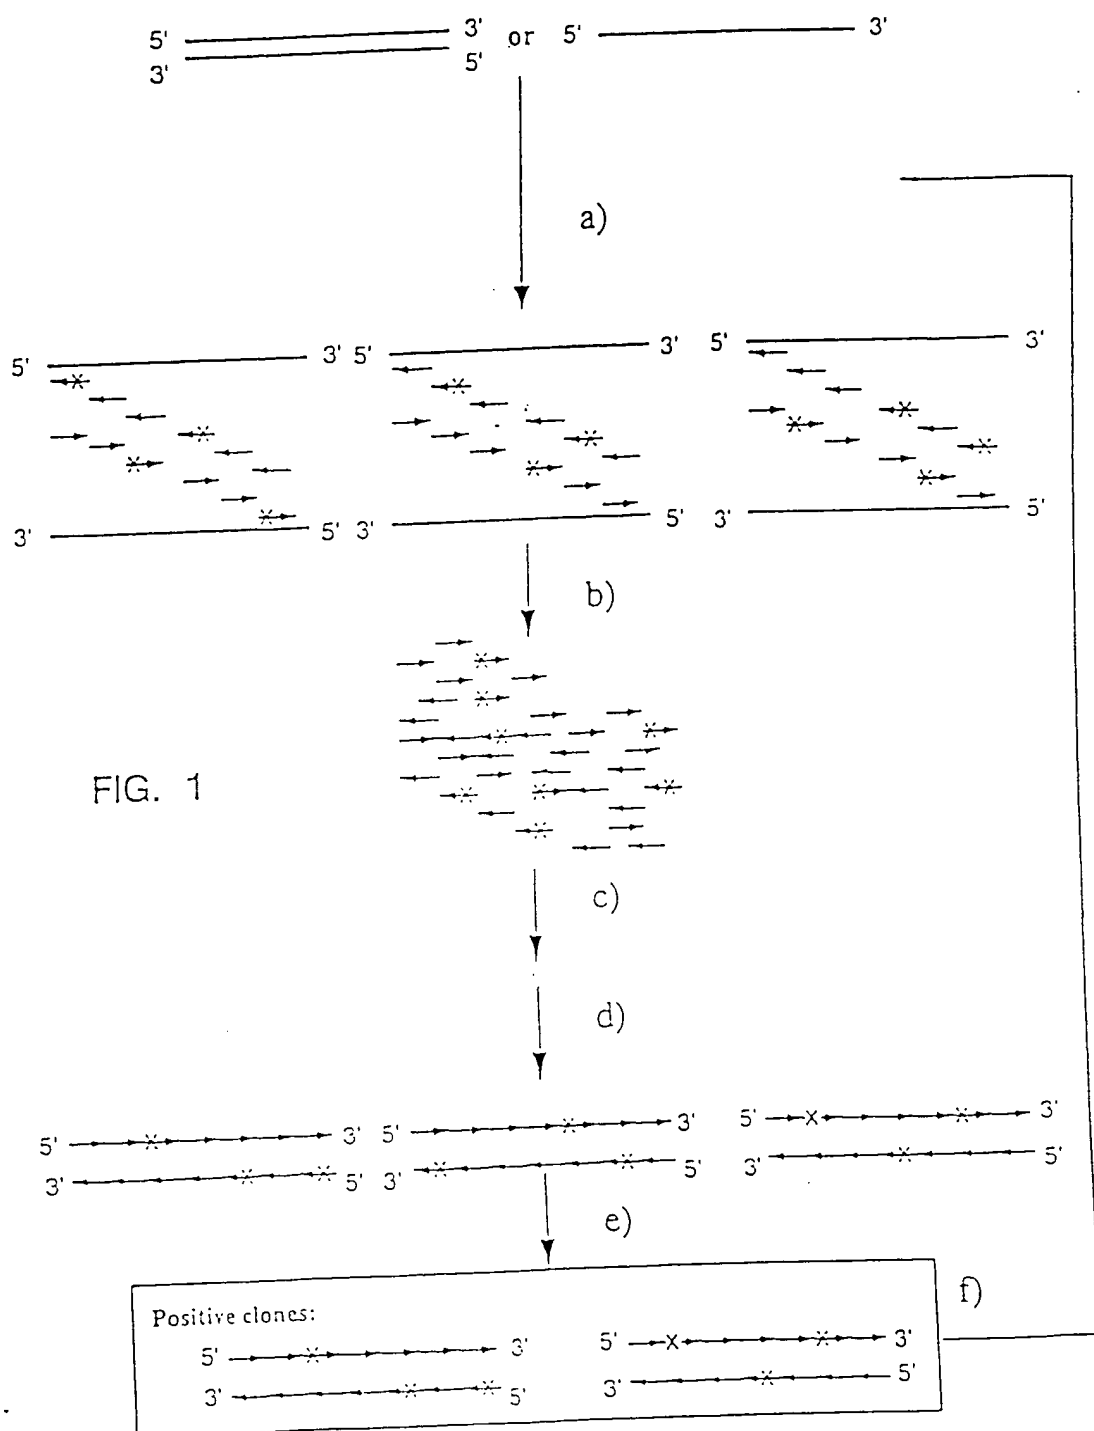 5' 3' or 5' 3'
3' 5'
a)
5' 3' 5' 3' 5' 3'
3' 5' 3' 5' 3' 5'
b)
FIG. 1
c)
d)
5' 3' 5' 3' 5' 3'
3' 5' 3' 5' 3' 5'
e)
f)
Positive clones:
5' 3' 5' 3'
3' 5' 3' 5'